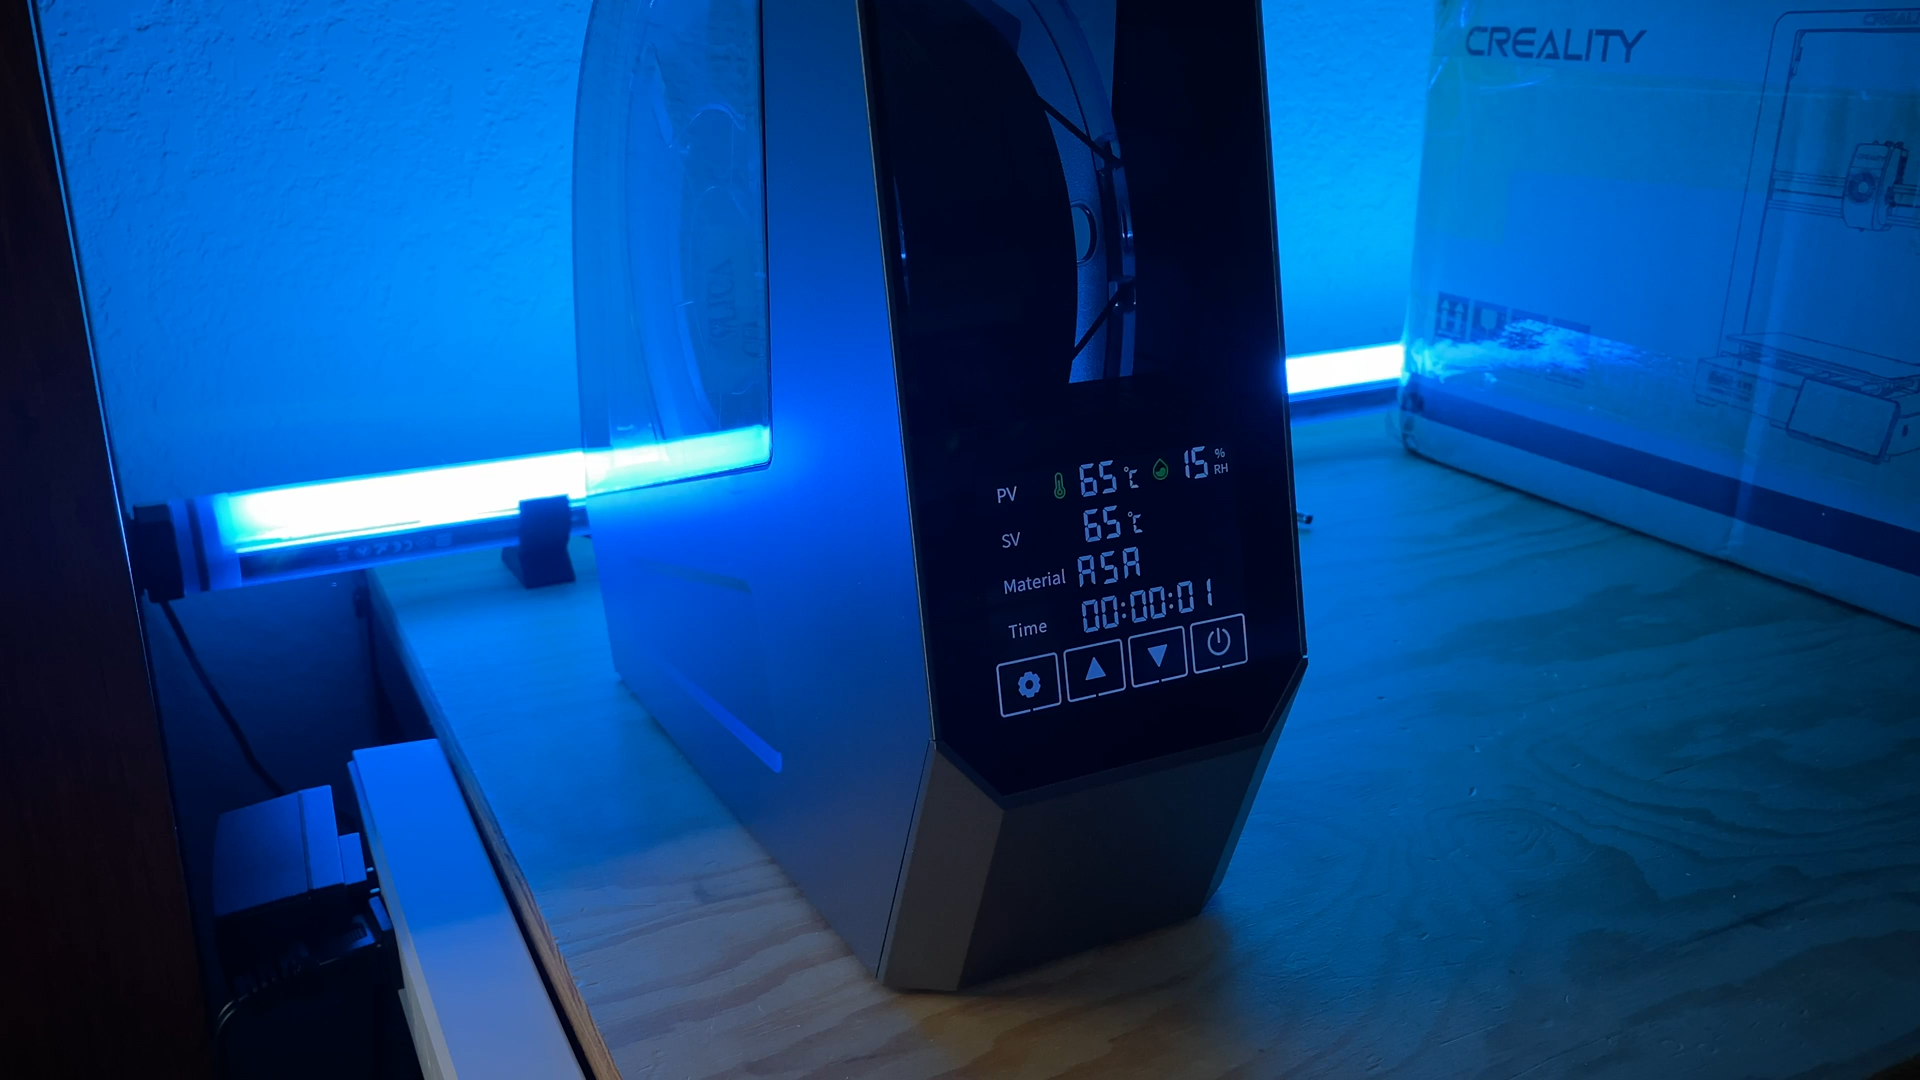 CREALITY
PV 65 °C 15 % RH
SV 65 °C
Material ASA
Time 00:00:01